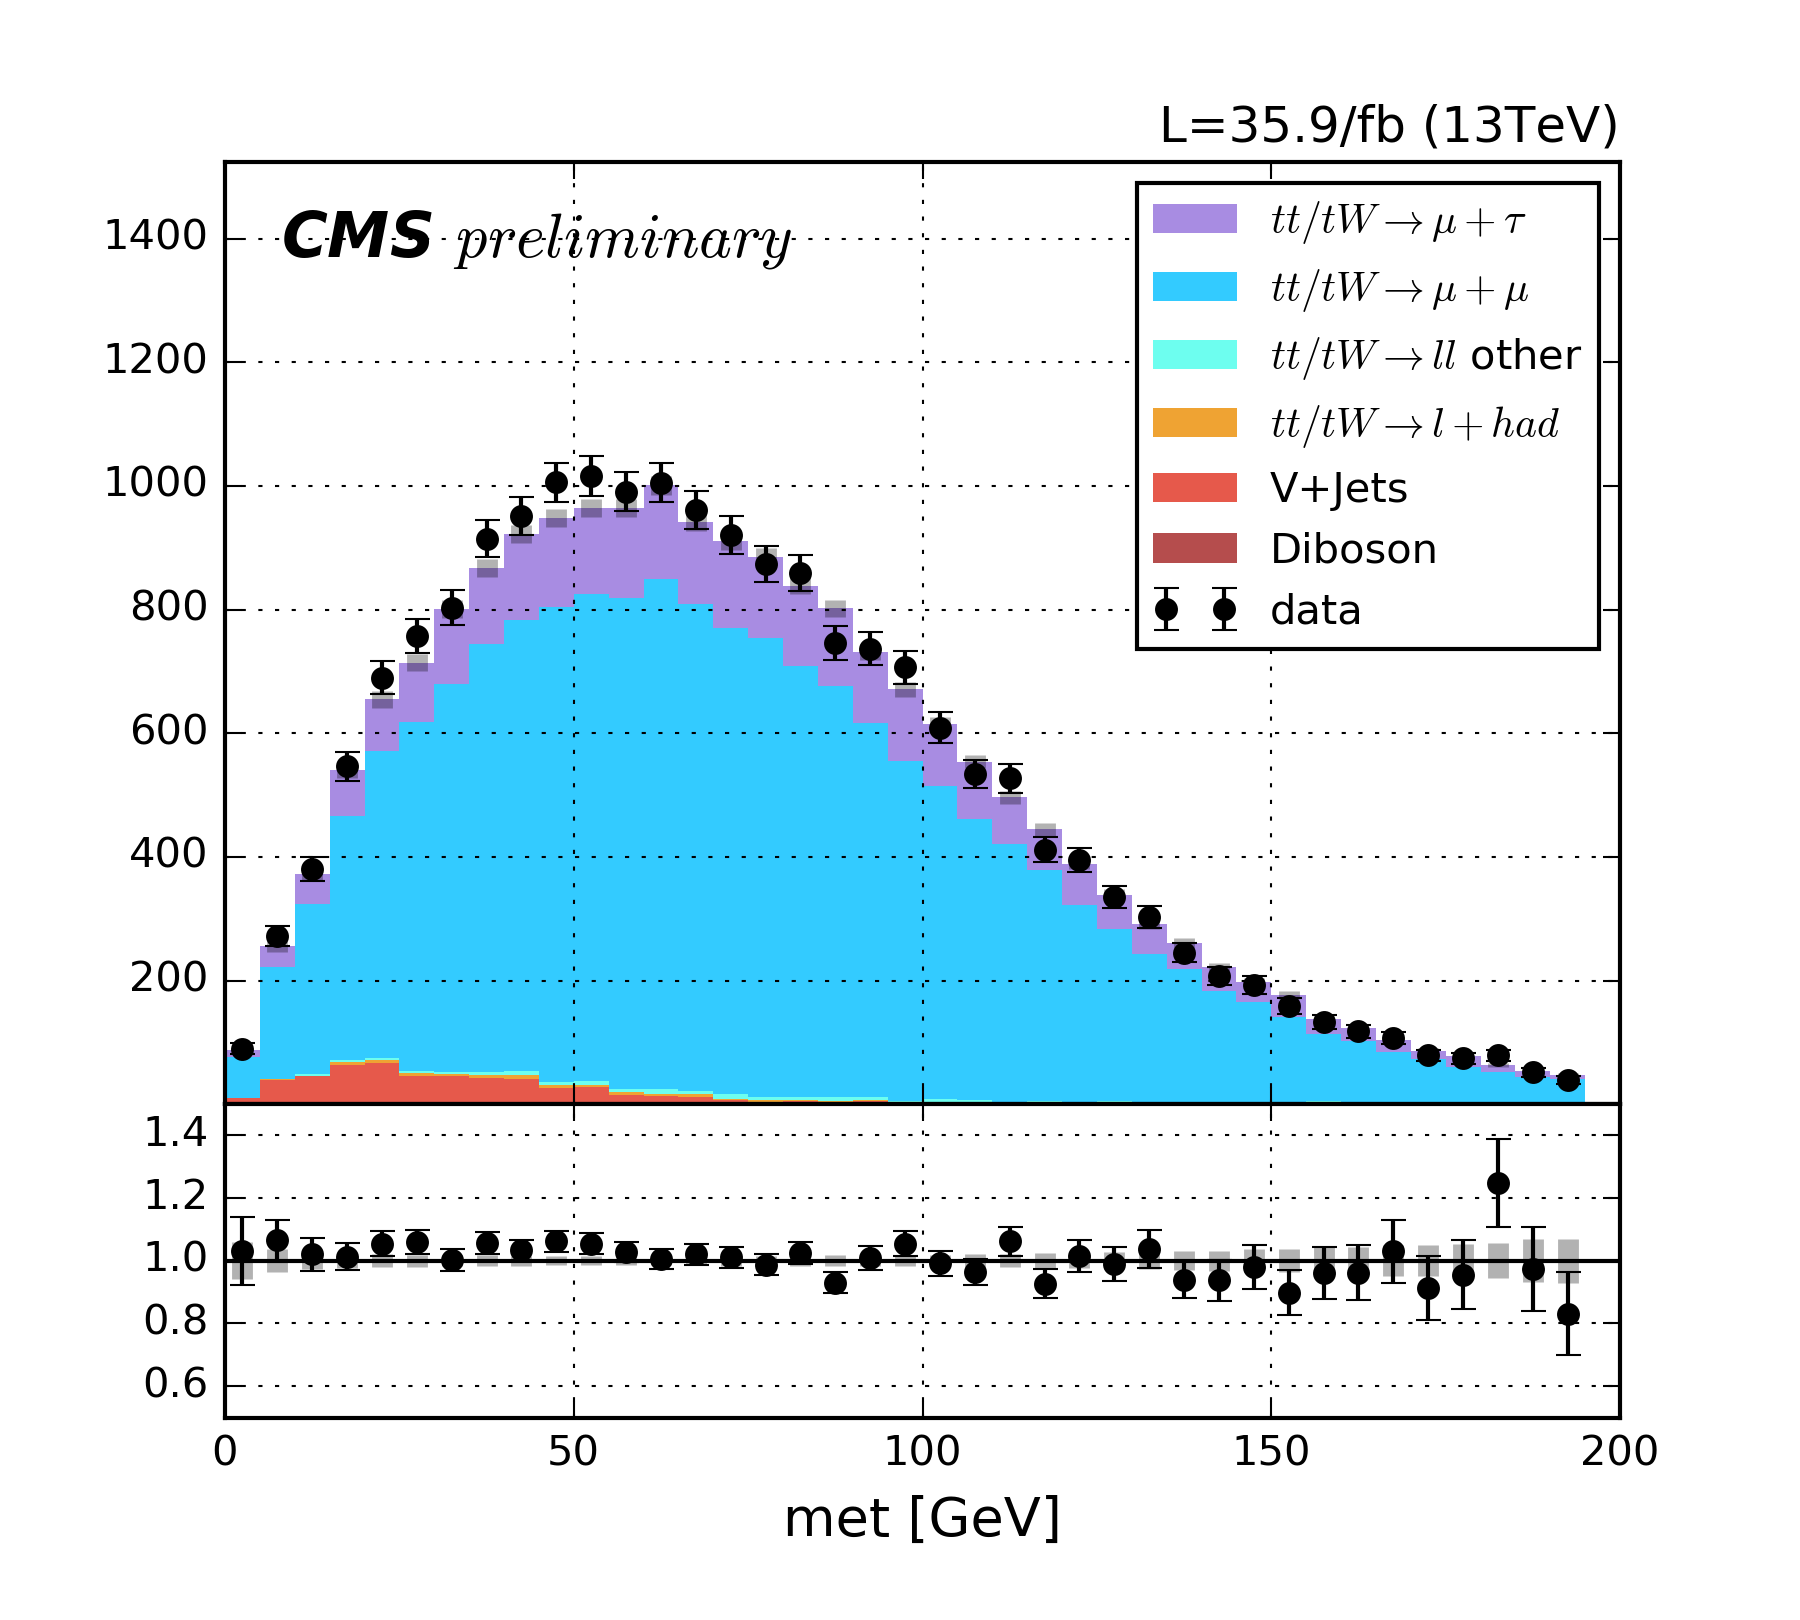 L=35.9/fb (13TeV)
CMS preliminary
tt/tW → μ + τ
tt/tW → μ + μ
tt/tW → ll other
tt/tW → l + had
V+Jets
Diboson
data
1400
1200
1000
800
600
400
200
1.4
1.2
1.0
0.8
0.6
0 50 100 150 200
met [GeV]